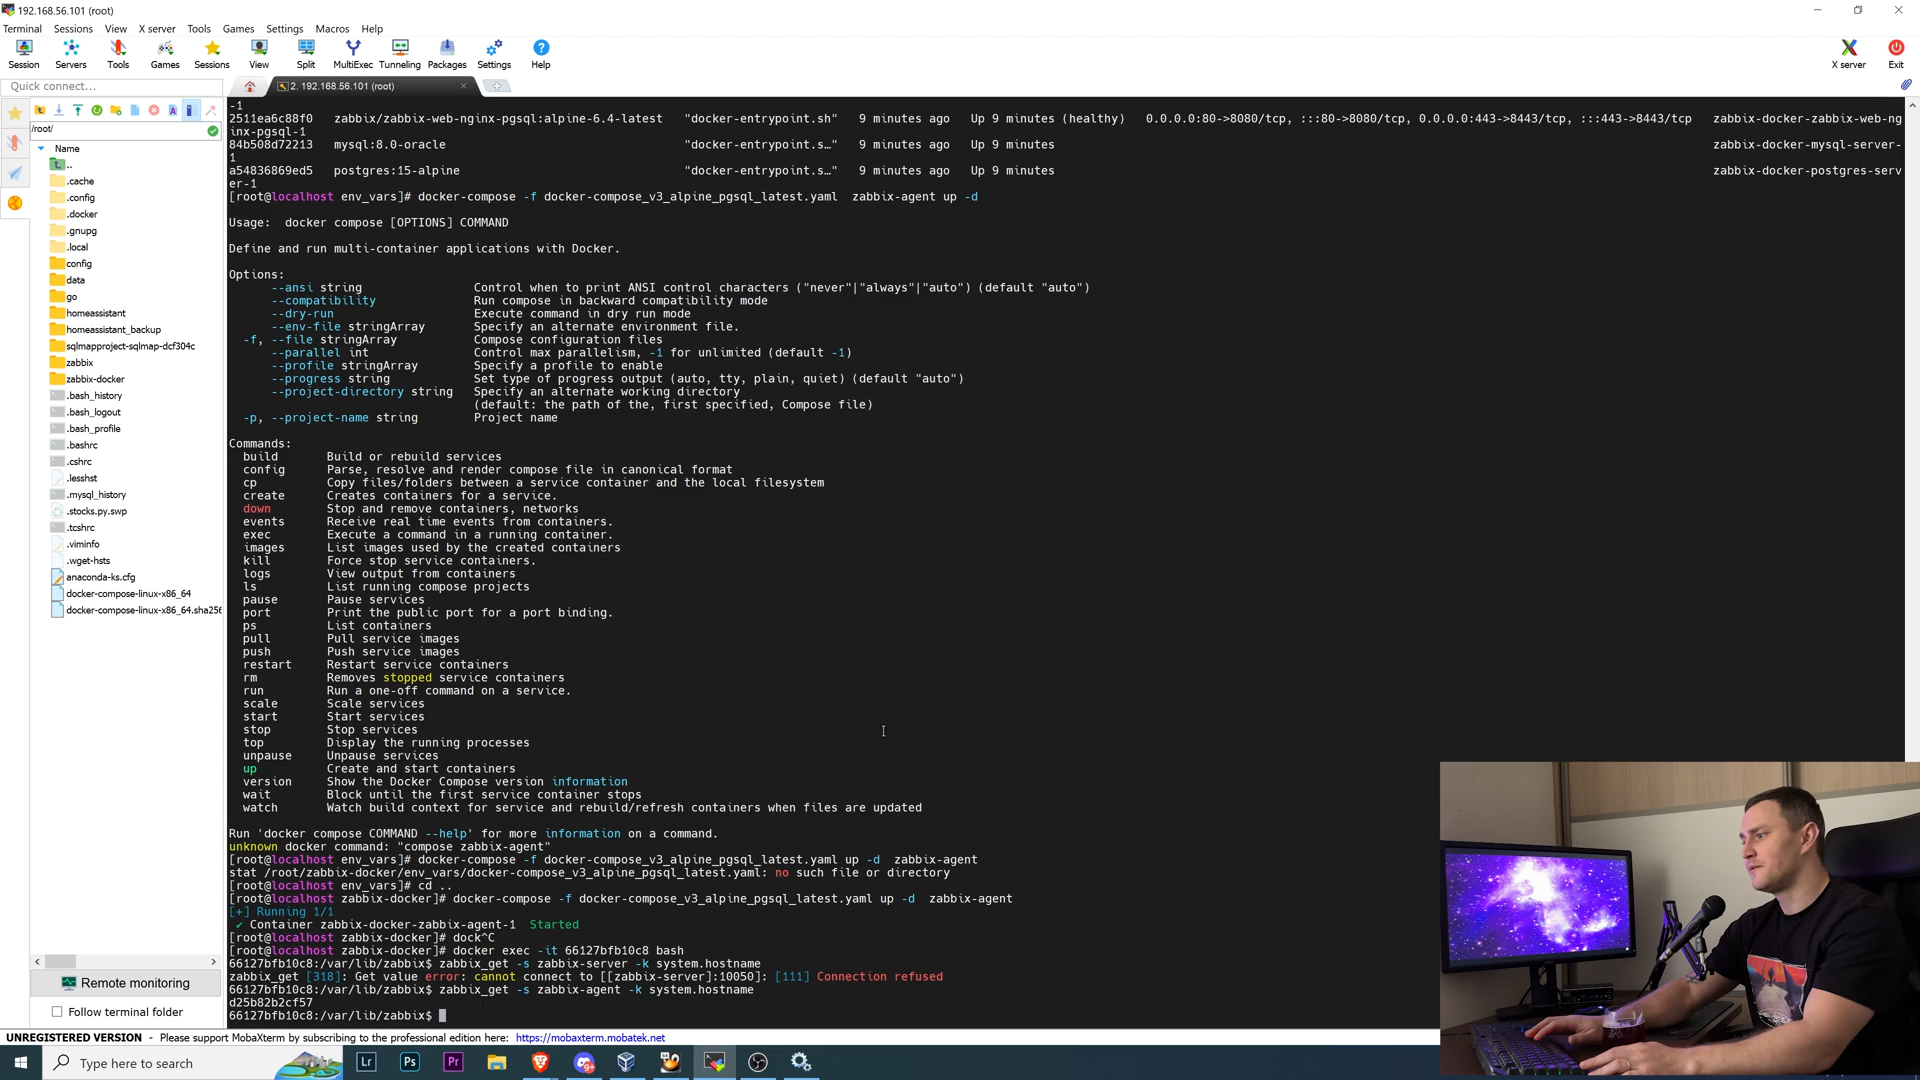 192.168.56.101 (root)
Terminal Sessions View X server Tools Games Settings Macros Help
Session Servers Tools Games Sessions View Split MultiExec Tunneling Packages Settings Help X server Exit
Quick connect...
2. 192.168.56.101 (root)
/root/
Name
..
.cache
.config
.docker
.gnupg
.local
config
data
go
homeassistant
homeassistant_backup
sqlmapproject-sqlmap-dcf304c
zabbix
zabbix-docker
.bash_history
.bash_logout
.bash_profile
.bashrc
.cshrc
.lesshst
.mysql_history
.stocks.py.swp
.tcshrc
.viminfo
.wget-hsts
anaconda-ks.cfg
docker-compose-linux-x86_64
docker-compose-linux-x86_64.sha256
Remote monitoring
Follow terminal folder
-1
2511ea6c88f0 zabbix/zabbix-web-nginx-pgsql:alpine-6.4-latest "docker-entrypoint.sh" 9 minutes ago Up 9 minutes (healthy) 0.0.0.0:80->8080/tcp, :::80->8080/tcp, 0.0.0.0:443->8443/tcp, :::443->8443/tcp zabbix-docker-zabbix-web-ng
inx-pgsql-1
84b508d72213 mysql:8.0-oracle "docker-entrypoint.s…" 9 minutes ago Up 9 minutes zabbix-docker-mysql-server-
1
a54836869ed5 postgres:15-alpine "docker-entrypoint.s…" 9 minutes ago Up 9 minutes zabbix-docker-postgres-serv
er-1
[root@localhost env_vars]# docker-compose -f docker-compose_v3_alpine_pgsql_latest.yaml zabbix-agent up -d
Usage: docker compose [OPTIONS] COMMAND
Define and run multi-container applications with Docker.
Options:
--ansi string Control when to print ANSI control characters ("never"|"always"|"auto") (default "auto")
--compatibility Run compose in backward compatibility mode
--dry-run Execute command in dry run mode
--env-file stringArray Specify an alternate environment file.
-f, --file stringArray Compose configuration files
--parallel int Control max parallelism, -1 for unlimited (default -1)
--profile stringArray Specify a profile to enable
--progress string Set type of progress output (auto, tty, plain, quiet) (default "auto")
--project-directory string Specify an alternate working directory
(default: the path of the, first specified, Compose file)
-p, --project-name string Project name
Commands:
build Build or rebuild services
config Parse, resolve and render compose file in canonical format
cp Copy files/folders between a service container and the local filesystem
create Creates containers for a service.
down Stop and remove containers, networks
events Receive real time events from containers.
exec Execute a command in a running container.
images List images used by the created containers
kill Force stop service containers.
logs View output from containers
ls List running compose projects
pause Pause services
port Print the public port for a port binding.
ps List containers
pull Pull service images
push Push service images
restart Restart service containers
rm Removes stopped service containers
run Run a one-off command on a service.
scale Scale services
start Start services
stop Stop services
top Display the running processes
unpause Unpause services
up Create and start containers
version Show the Docker Compose version information
wait Block until the first service container stops
watch Watch build context for service and rebuild/refresh containers when files are updated
Run 'docker compose COMMAND --help' for more information on a command.
unknown docker command: "compose zabbix-agent"
[root@localhost env_vars]# docker-compose -f docker-compose_v3_alpine_pgsql_latest.yaml up -d zabbix-agent
stat /root/zabbix-docker/env_vars/docker-compose_v3_alpine_pgsql_latest.yaml: no such file or directory
[root@localhost env_vars]# cd ..
[root@localhost zabbix-docker]# docker-compose -f docker-compose_v3_alpine_pgsql_latest.yaml up -d zabbix-agent
[+] Running 1/1
✔ Container zabbix-docker-zabbix-agent-1 Started
[root@localhost zabbix-docker]# dock^C
[root@localhost zabbix-docker]# docker exec -it 66127bfb10c8 bash
66127bfb10c8:/var/lib/zabbix$ zabbix_get -s zabbix-server -k system.hostname
zabbix_get [318]: Get value error: cannot connect to [[zabbix-server]:10050]: [111] Connection refused
66127bfb10c8:/var/lib/zabbix$ zabbix_get -s zabbix-agent -k system.hostname
d25b82b2cf57
66127bfb10c8:/var/lib/zabbix$
UNREGISTERED VERSION - Please support MobaXterm by subscribing to the professional edition here: https://mobaxterm.mobatek.net
Type here to search
Lr
Ps
Pr